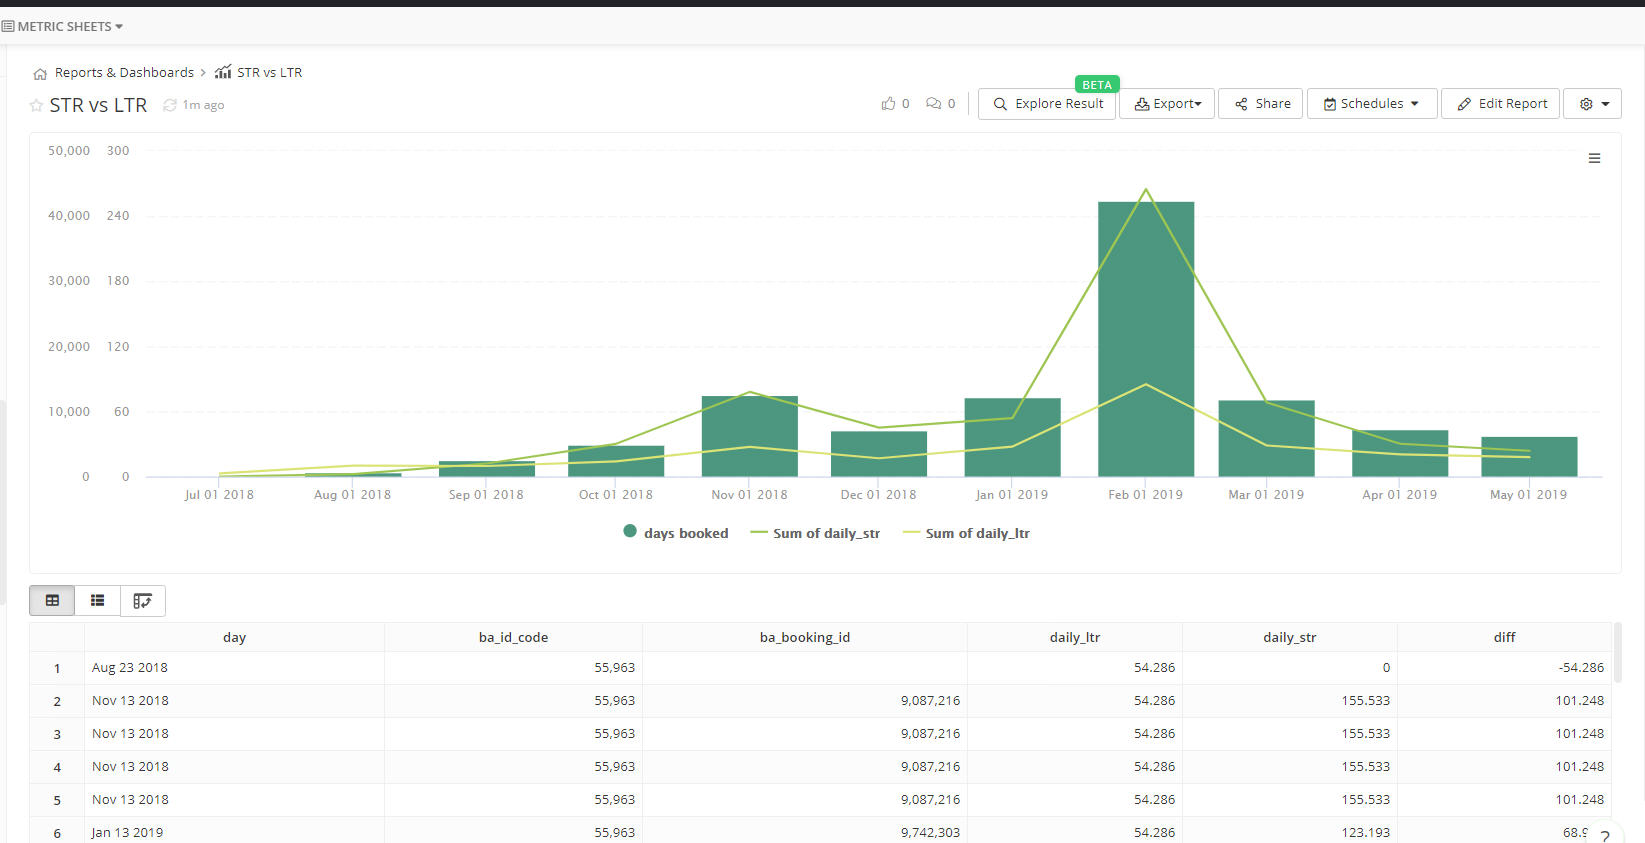 METRIC SHEETS
Reports & Dashboards > STR vs LTR
BETA
STR vs LTR 1m ago 0 0 Explore Result Export Share Schedules Edit Report
50,000 300
40,000 240
30,000 180
20,000 120
10,000 60
0 0
Jul 01 2018 Aug 01 2018 Sep 01 2018 Oct 01 2018 Nov 01 2018 Dec 01 2018 Jan 01 2019 Feb 01 2019 Mar 01 2019 Apr 01 2019 May 01 2019
days booked Sum of daily_str Sum of daily_ltr
day ba_id_code ba_booking_id daily_ltr daily_str diff
1 Aug 23 2018 55,963 54.286 0 -54.286
2 Nov 13 2018 55,963 9,087,216 54.286 155.533 101.248
3 Nov 13 2018 55,963 9,087,216 54.286 155.533 101.248
4 Nov 13 2018 55,963 9,087,216 54.286 155.533 101.248
5 Nov 13 2018 55,963 9,087,216 54.286 155.533 101.248
6 Jan 13 2019 55,963 9,742,303 54.286 123.193
?